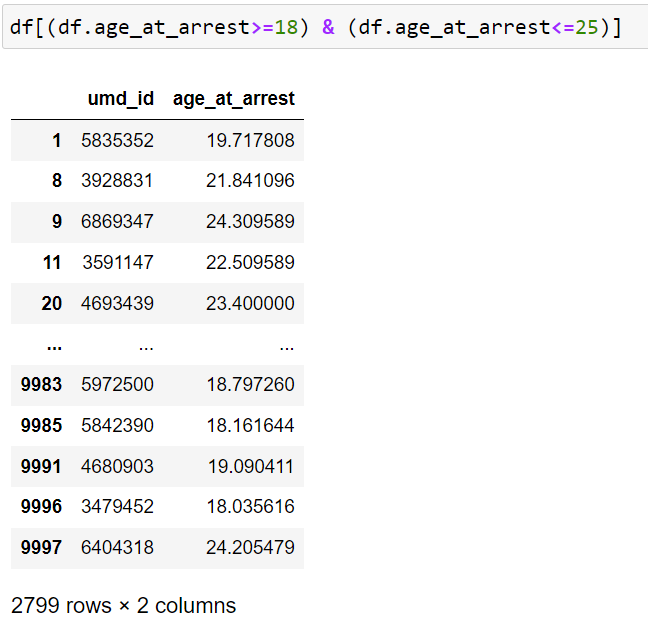 df[(df.age_at_arrest>=18) & (df.age_at_arrest<=25)]
umd_id age_at_arrest
1 5835352 19.717808
8 3928831 21.841096
9 6869347 24.309589
11 3591147 22.509589
20 4693439 23.400000
... ... ...
9983 5972500 18.797260
9985 5842390 18.161644
9991 4680903 19.090411
9996 3479452 18.035616
9997 6404318 24.205479
2799 rows × 2 columns